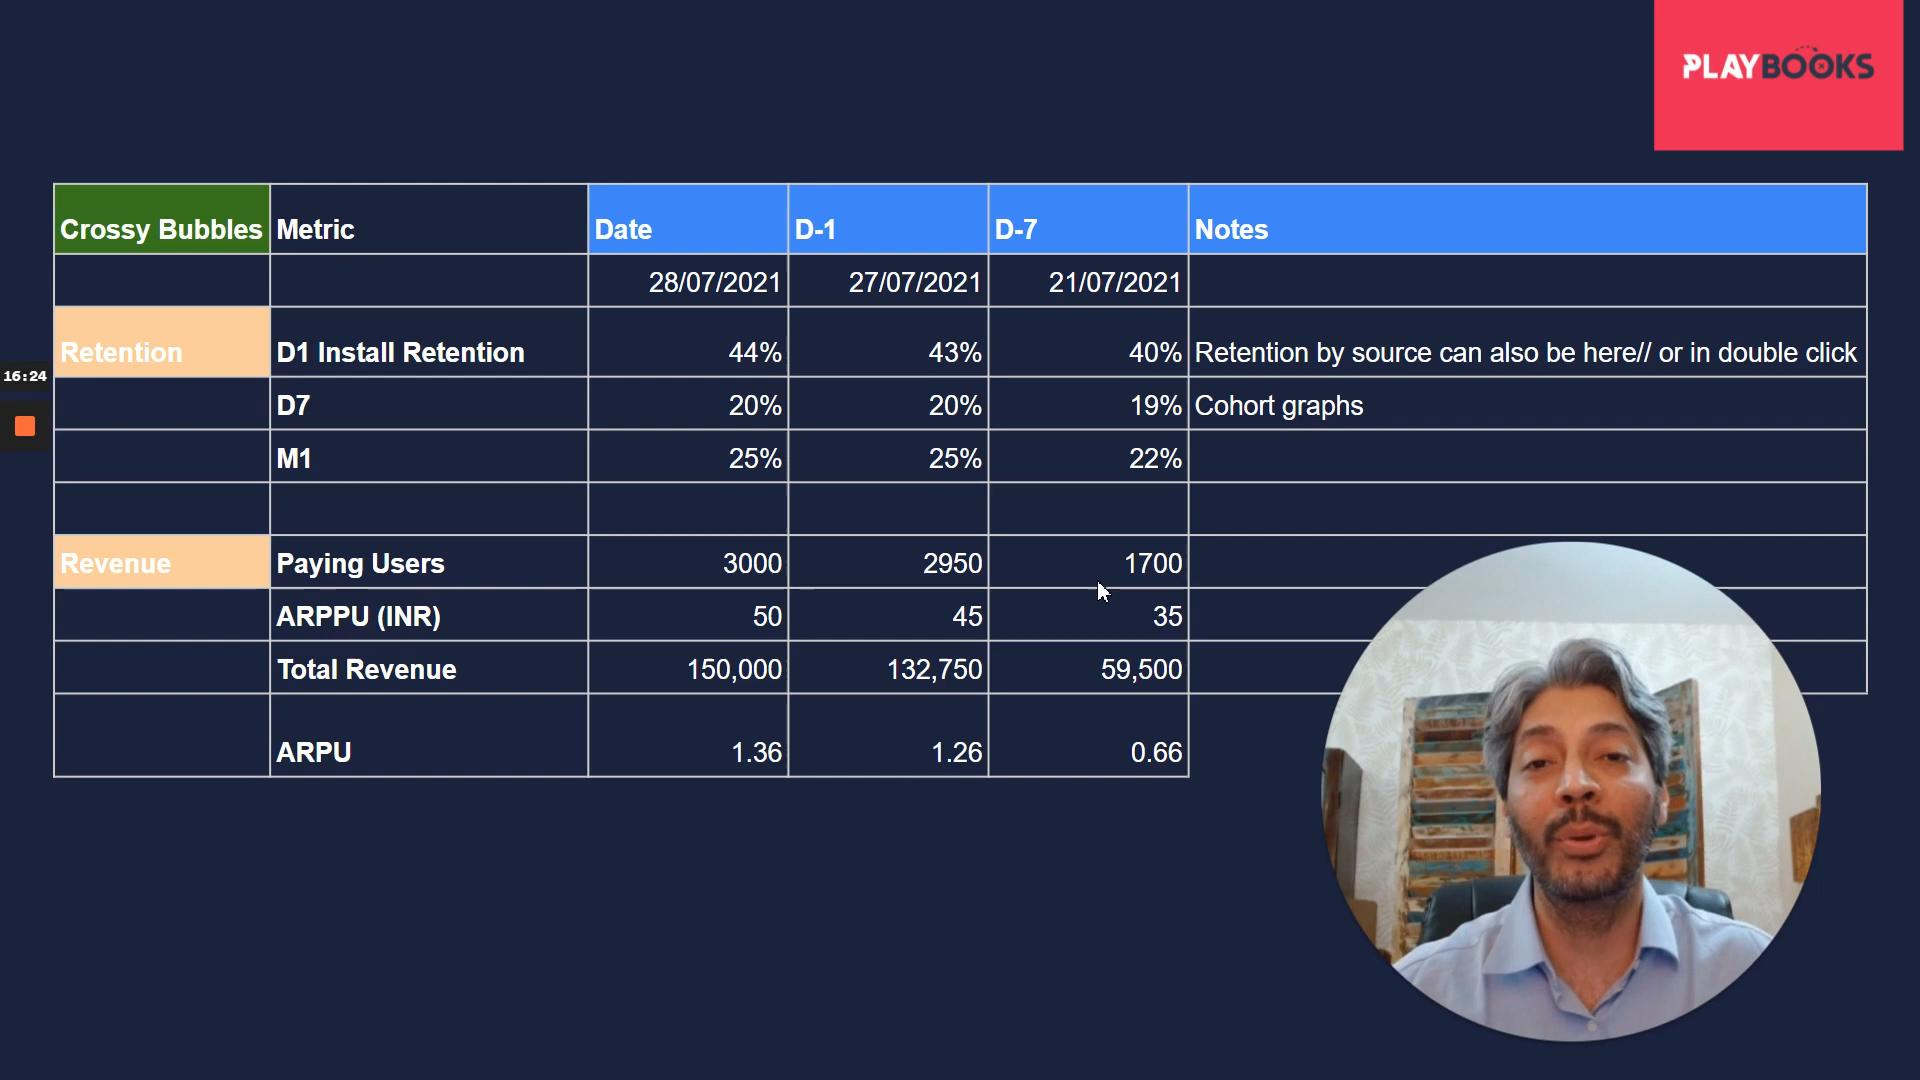 PLAYBOOKS
Crossy Bubbles Metric Date D-1 D-7 Notes
28/07/2021 27/07/2021 21/07/2021
Retention D1 Install Retention 44% 43% 40% Retention by source can also be here// or in double click
16:24
D7 20% 20% 19% Cohort graphs
M1 25% 25% 22%
Revenue Paying Users 3000 2950 1700
ARPPU (INR) 50 45 35
Total Revenue 150,000 132,750 59,500
ARPU 1.36 1.26 0.66